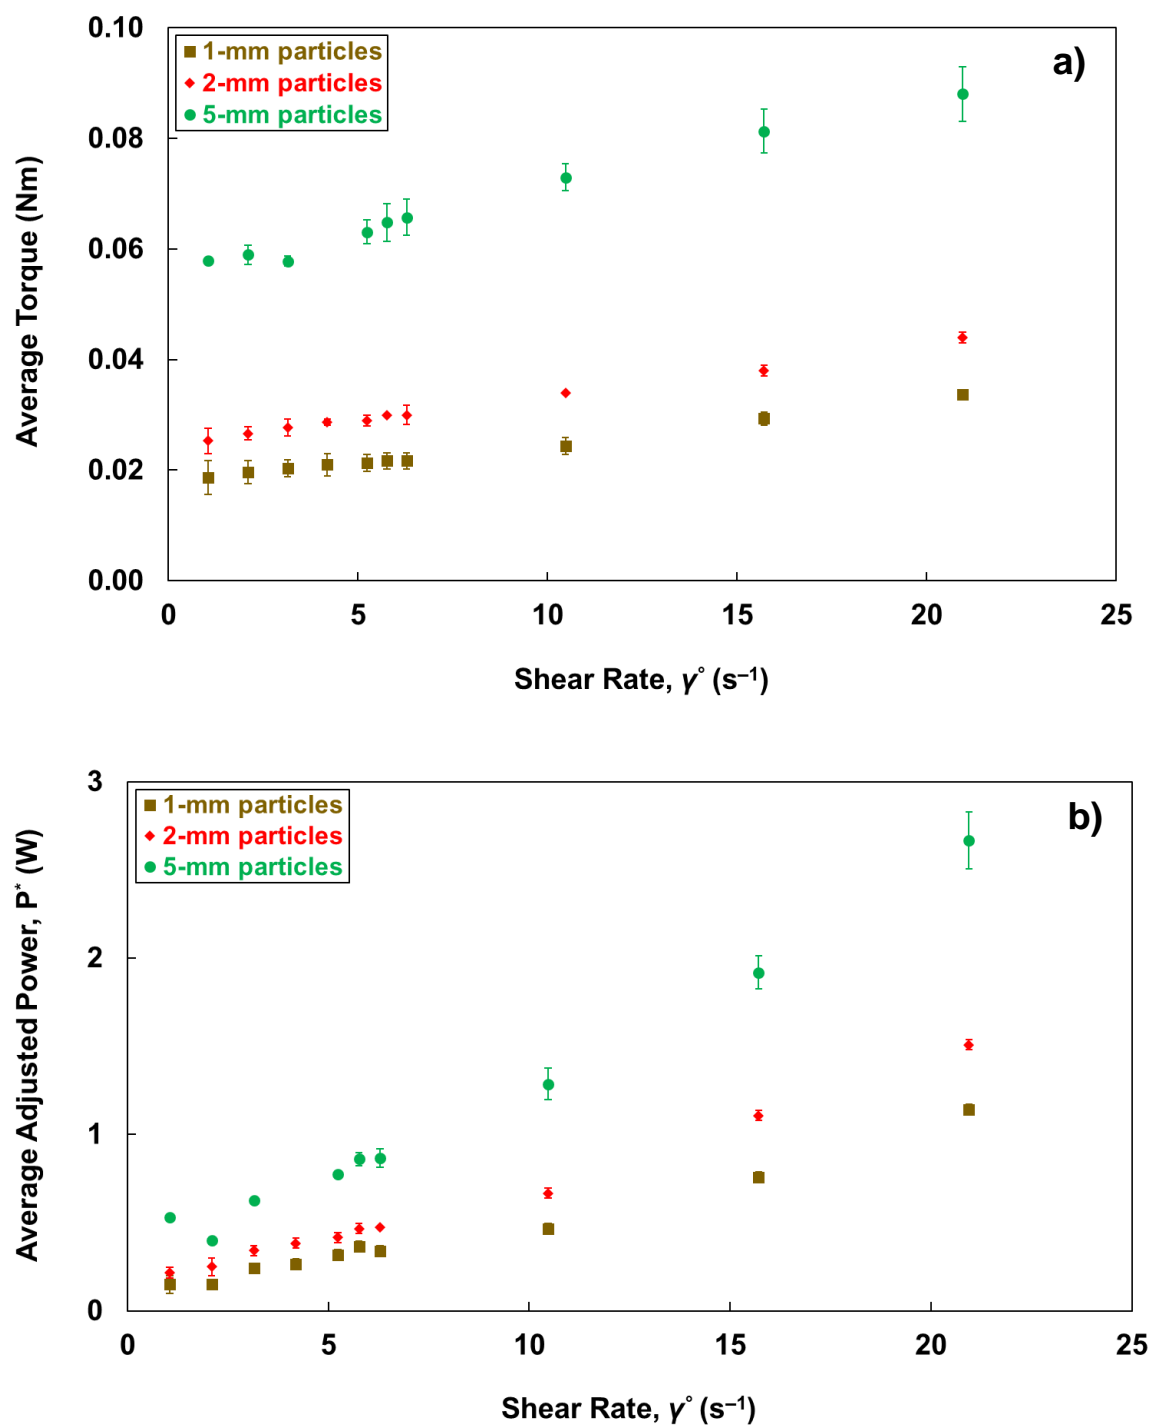 0.10
1-mm particles
2-mm particles
5-mm particles
a)
0.08
0.06
0.04
0.02
0.00
Average Torque (Nm)
0 5 10 15 20 25
Shear Rate, γ° (s⁻¹)
3
1-mm particles
2-mm particles
5-mm particles
b)
2
1
0
Average Adjusted Power, P* (W)
0 5 10 15 20 25
Shear Rate, γ° (s⁻¹)